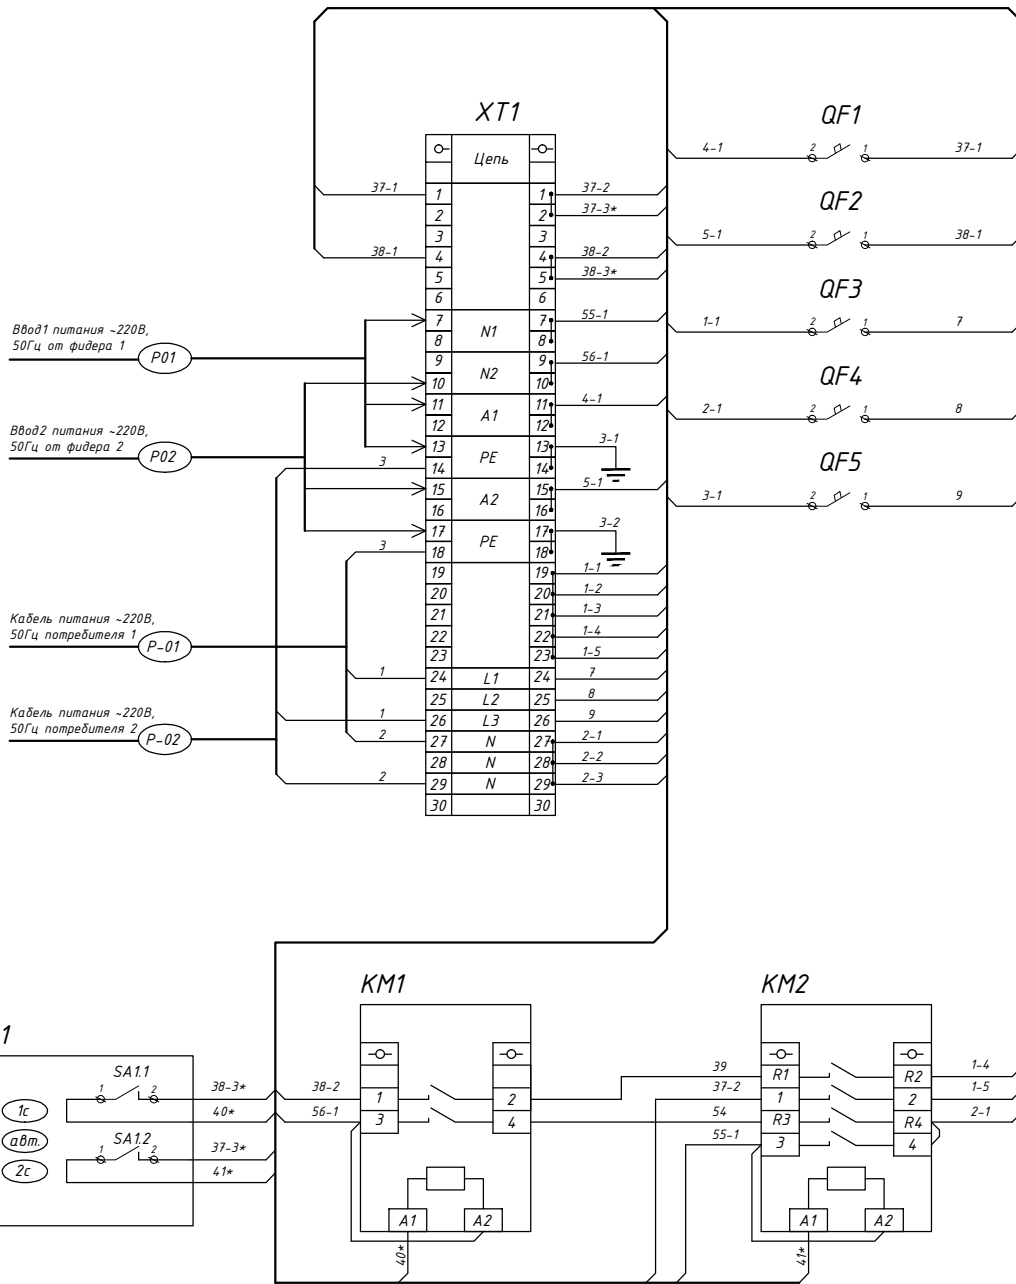 XT1
Цепь
37-1 1 1 37-2
2 2 37-3*
3 3
38-1 4 4 38-2
5 5 38-3*
6 6
7 N1 7 55-1
8 8
9 N2 9 56-1
10 10
11 A1 11 4-1
12 12
13 PE 13 3-1
3 14 14
15 A2 15 5-1
16 16
17 PE 17 3-2
3 18 18
19 19 1-1
20 20 1-2
21 21 1-3
22 22 1-4
23 23 1-5
1 24 L1 24 7
25 L2 25 8
1 26 L3 26 9
2 27 N 27 2-1
28 N 28 2-2
2 29 N 29 2-3
30 30
Ввод1 питания ~220В,
50Гц от фидера 1
P01
Ввод2 питания ~220В,
50Гц от фидера 2
P02
Кабель питания ~220В,
50Гц потребителя 1
P-01
Кабель питания ~220В,
50Гц потребителя 2
P-02
QF1
4-1 2 1 37-1
QF2
5-1 2 1 38-1
QF3
1-1 2 1 7
QF4
2-1 2 1 8
QF5
3-1 2 1 9
1
SA1.1
1 2 38-3*
1с 40*
авт.
SA1.2
1 2 37-3*
2с 41*
KM1
38-2 1 2
56-1 3 4
A1 A2
40*
KM2
39 R1 R2 1-4
37-2 1 2 1-5
54 R3 R4 2-1
55-1 3 4
A1 A2
41*